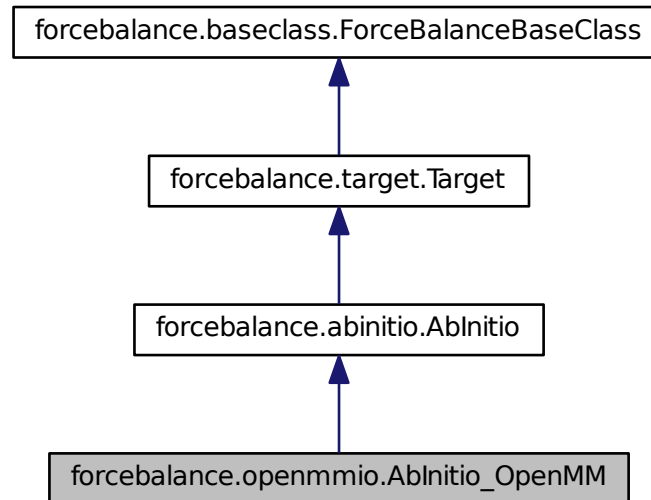 forcebalance.baseclass.ForceBalanceBaseClass
forcebalance.target.Target
forcebalance.abinitio.AbInitio
forcebalance.openmmio.AbInitio_OpenMM